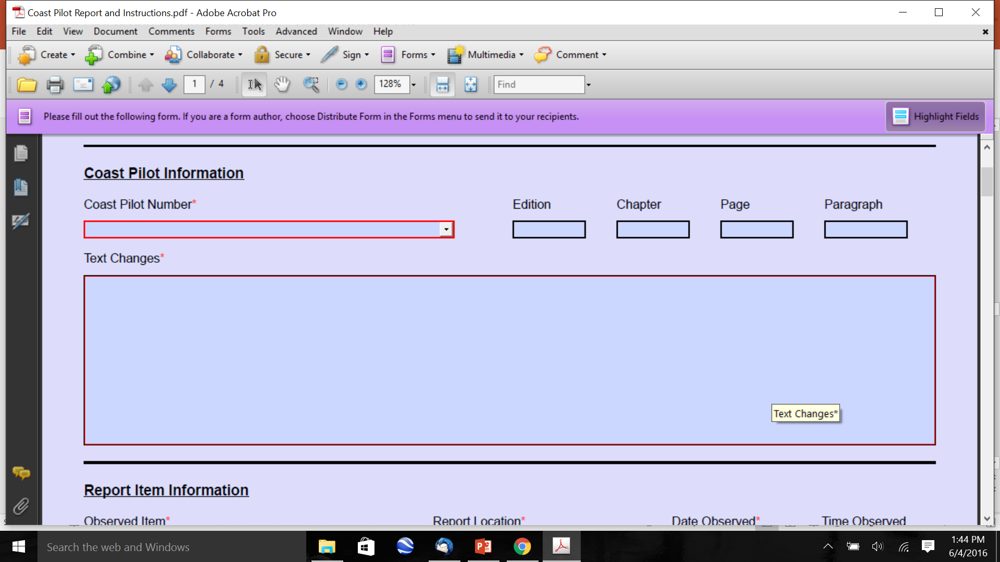 Coast Pilot Report and Instructions.pdf - Adobe Acrobat Pro
File Edit View Document Comments Forms Tools Advanced Window Help
Create Combine Collaborate Secure Sign Forms Multimedia Comment
1 / 4 128% Find
Please fill out the following form. If you are a form author, choose Distribute Form in the Forms menu to send it to your recipients.
Highlight Fields
Coast Pilot Information
Coast Pilot Number* Edition Chapter Page Paragraph
Text Changes*
Text Changes*
Report Item Information
Observed Item* Report Location* Date Observed* Time Observed
Search the web and Windows
1:44 PM
6/4/2016